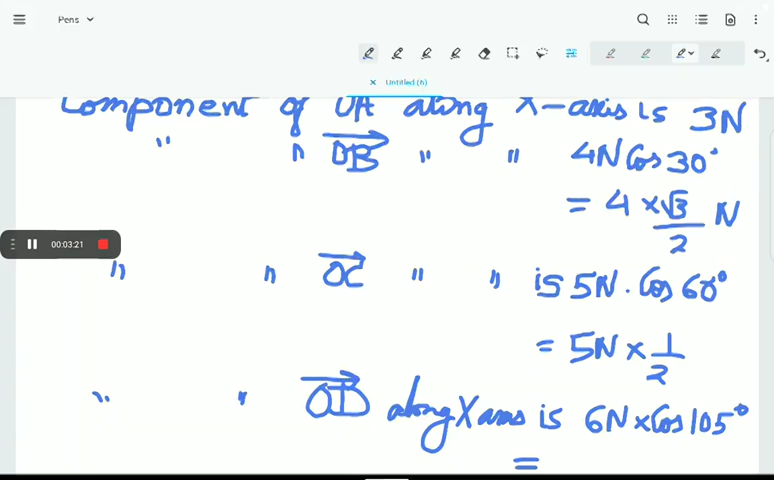 Pens
Untitled (6)
Component of OA along X-axis is 3N
" " OB " " 4N Cos 30°
= 4 × √3/2 N
00:03:21
" " OC " " is 5N . Cos 60°
= 5N × 1/2
" " OD along X axis is 6N × Cos 105°
=